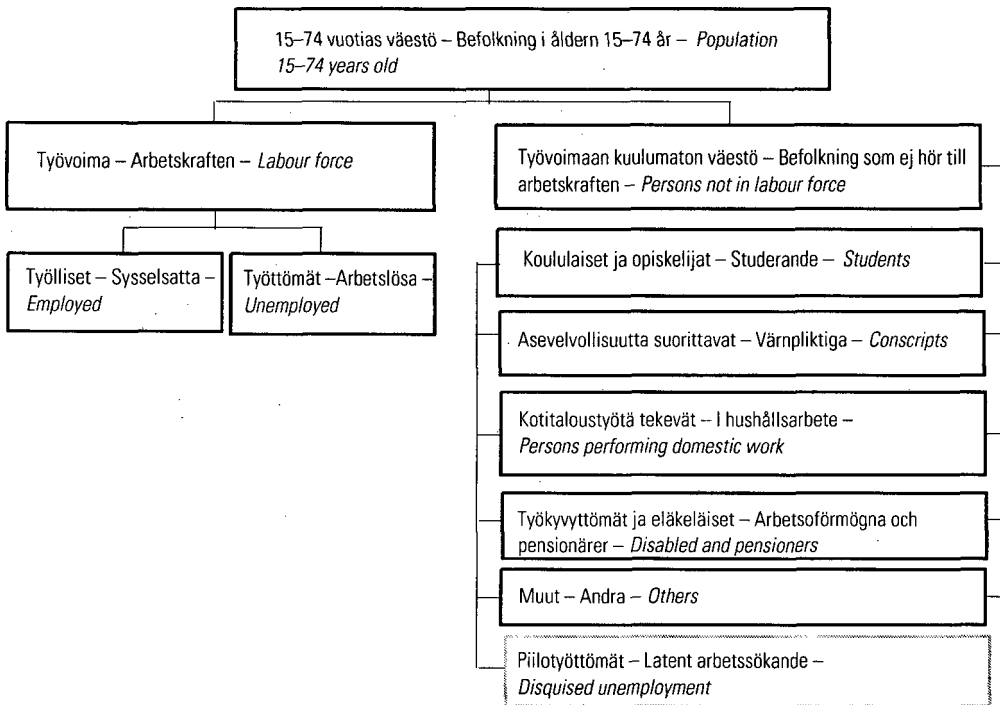 15–74 vuotias väestö – Befolkning i åldern 15–74 år – Population
15–74 years old
Työvoima – Arbetskraften – Labour force
Työvoimaan kuulumaton väestö – Befolkning som ej hör till
arbetskraften – Persons not in labour force
Työlliset – Sysselsatta –
Employed
Työttömät –Arbetslösa –
Unemployed
Koululaiset ja opiskelijat – Studerande – Students
Asevelvollisuutta suorittavat – Värnpliktiga – Conscripts
Kotitaloustyötä tekevät – I hushållsarbete –
Persons performing domestic work
Työkyvyttömät ja eläkeläiset – Arbetsoförmögna och
pensionärer – Disabled and pensioners
Muut – Andra – Others
Piilotyöttömät – Latent arbetssökande –
Disquised unemployment